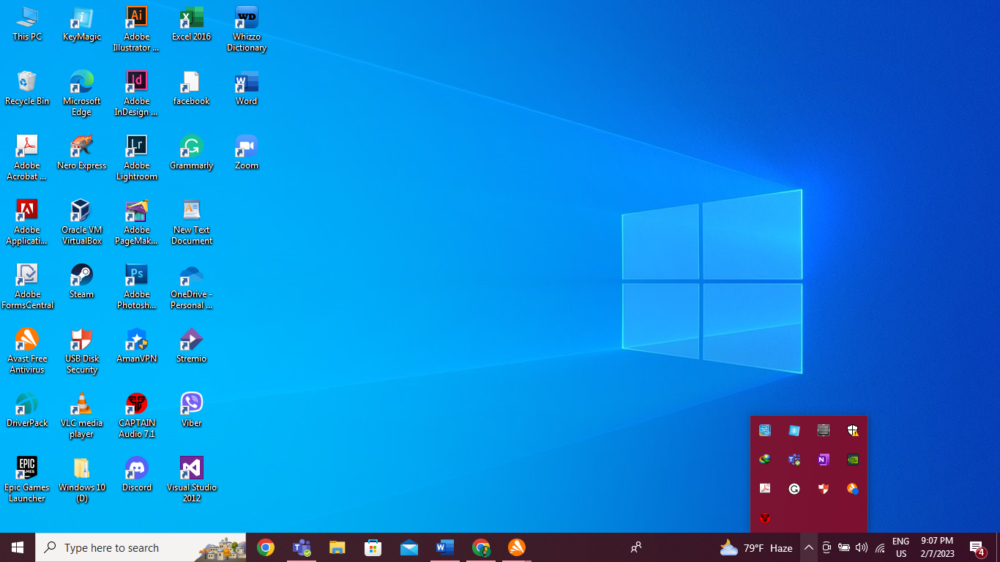 This PC
KeyMagic
Adobe
Illustrator ...
Excel 2016
Whizzo
Dictionary
Recycle Bin
Microsoft
Edge
Adobe
InDesign ...
facebook
Word
Adobe
Acrobat ...
Nero Express
Adobe
Lightroom
Grammarly
Zoom
Adobe
Applicati...
Oracle VM
VirtualBox
Adobe
PageMak...
New Text
Document
Adobe
FormsCentral
Steam
Adobe
Photosh...
OneDrive -
Personal ...
Avast Free
Antivirus
USB Disk
Security
AmanVPN
Stremio
DriverPack
VLC media
player
CAPTAIN
Audio 7.1
Viber
Epic Games
Launcher
Windows 10
(D)
Discord
Visual Studio
2012
Type here to search
79°F Haze
ENG
US
9:07 PM
2/7/2023
4